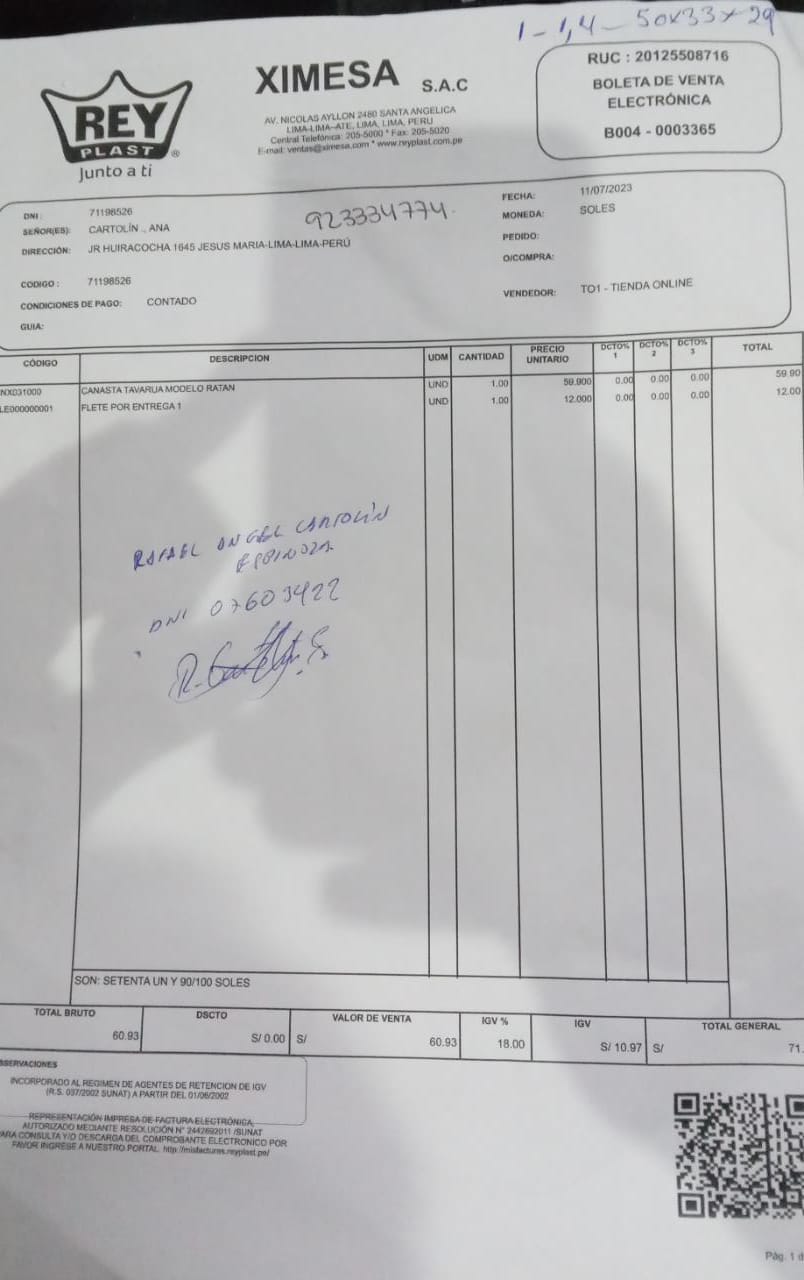 1 - 1,4 - 50x33x29
REY
PLAST ®
Junto a ti
XIMESA S.A.C
AV. NICOLAS AYLLON 2480 SANTA ANGELICA
LIMA-LIMA-ATE, LIMA, LIMA, PERU
Central Telefónica: 205-5000 * Fax: 205-5020
E-mail: ventas@ximesa.com * www.reyplast.com.pe
RUC : 20125508716
BOLETA DE VENTA
ELECTRÓNICA
B004 - 0003365
DNI : 71198526
SEÑOR(ES): CARTOLÍN ., ANA
DIRECCIÓN: JR HUIRACOCHA 1645 JESUS MARIA-LIMA-LIMA-PERÚ
CODIGO : 71198526
CONDICIONES DE PAGO: CONTADO
GUIA:
923334774.
FECHA: 11/07/2023
MONEDA: SOLES
PEDIDO:
O/COMPRA:
VENDEDOR: TO1 - TIENDA ONLINE
CÓDIGO DESCRIPCION UDM CANTIDAD PRECIO UNITARIO DCTO% 1 DCTO% 2 DCTO% 3 TOTAL
NX031000 CANASTA TAVARUA MODELO RATAN UND 1.00 59.900 0.00 0.00 0.00 59.90
LE000000001 FLETE POR ENTREGA 1 UND 1.00 12.000 0.00 0.00 0.00 12.00
RAFAEL ANGEL CARTOLÍN
ESPINOZA
DNI 07603422
SON: SETENTA UN Y 90/100 SOLES
TOTAL BRUTO DSCTO VALOR DE VENTA IGV % IGV TOTAL GENERAL
60.93 S/ 0.00 S/ 60.93 18.00 S/ 10.97 S/ 71.
BSERVACIONES
INCORPORADO AL REGIMEN DE AGENTES DE RETENCION DE IGV
(R.S. 037/2002 SUNAT) A PARTIR DEL 01/06/2002
REPRESENTACIÓN IMPRESA DE FACTURA ELECTRÓNICA,
AUTORIZADO MEDIANTE RESOLUCIÓN N° 2442692011 /SUNAT
PARA CONSULTA Y/O DESCARGA DEL COMPROBANTE ELECTRONICO POR
FAVOR INGRESE A NUESTRO PORTAL. http://misfacturas.reyplast.pe/
Pág. 1 d